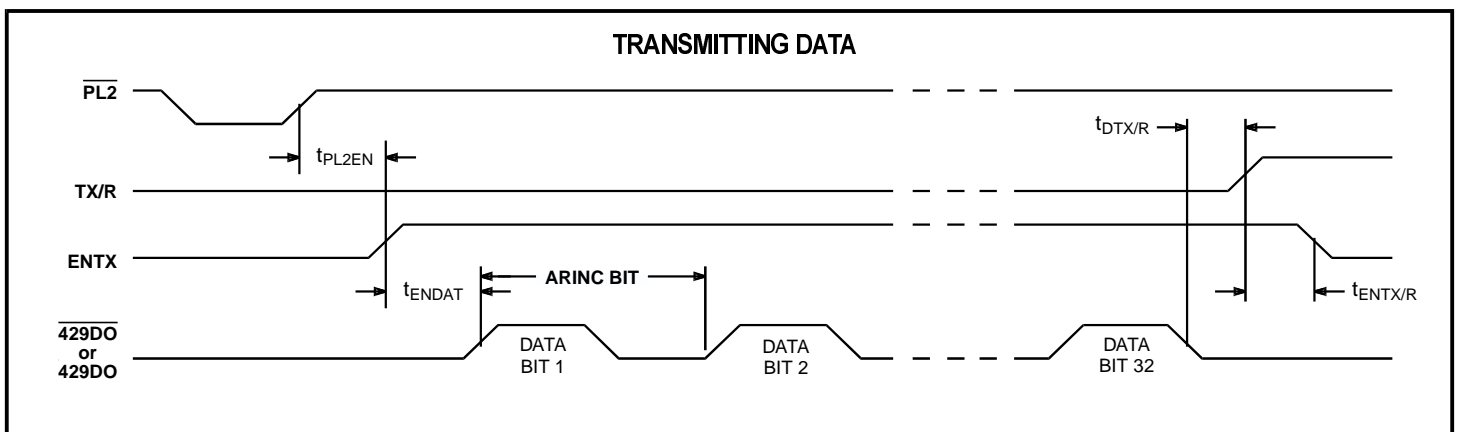 TRANSMITTING DATA
PL2
tDTX/R
tPL2EN
TX/R
ENTX
ARINC BIT
tENDAT
tENTX/R
429DO
or
429DO
DATA
BIT 1
DATA
BIT 2
DATA
BIT 32